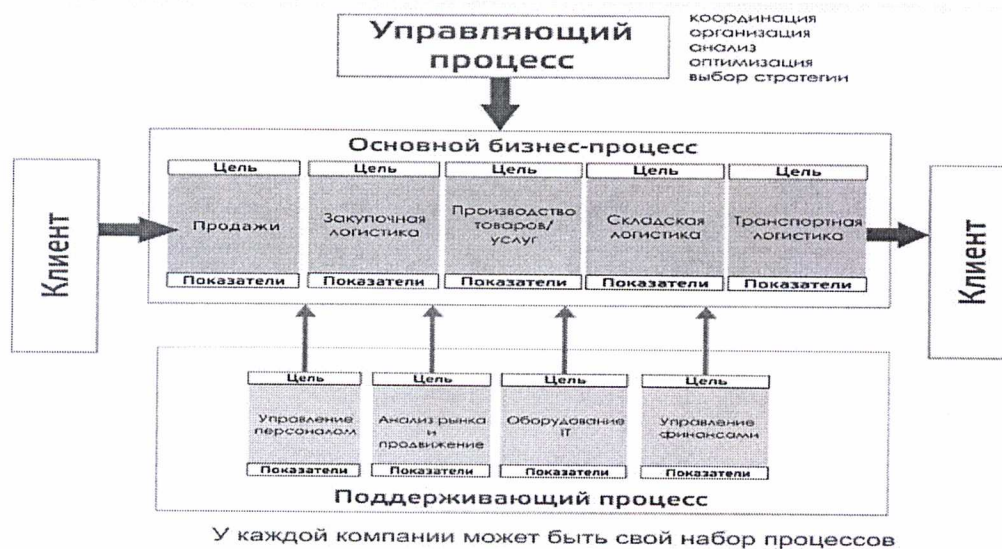 Управляющий
процесс
координация
организация
анализ
оптимизация
выбор стратегии
Клиент
Основной бизнес-процесс
Цель
Продажи
Показатели
Цель
Закупочная
логистика
Показатели
Цель
Производство
товаров/
услуг
Показатели
Цель
Складская
логистика
Показатели
Цель
Транспортная
логистика
Показатели
Клиент
Цель
Управление
персоналом
Показатели
Цель
Анализ рынка
и
продвижение
Показатели
Цель
Оборудование
IT
Показатели
Цель
Управление
финансами
Показатели
Поддерживающий процесс
У каждой компании может быть свой набор процессов